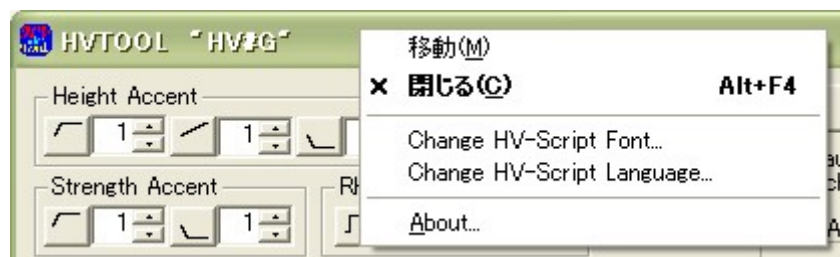 HVTOOL "HV#G"
移動(M)
× 閉じる(C) Alt+F4
Change HV-Script Font...
Change HV-Script Language...
About...
Height Accent
1 1
Strength Accent
1 1